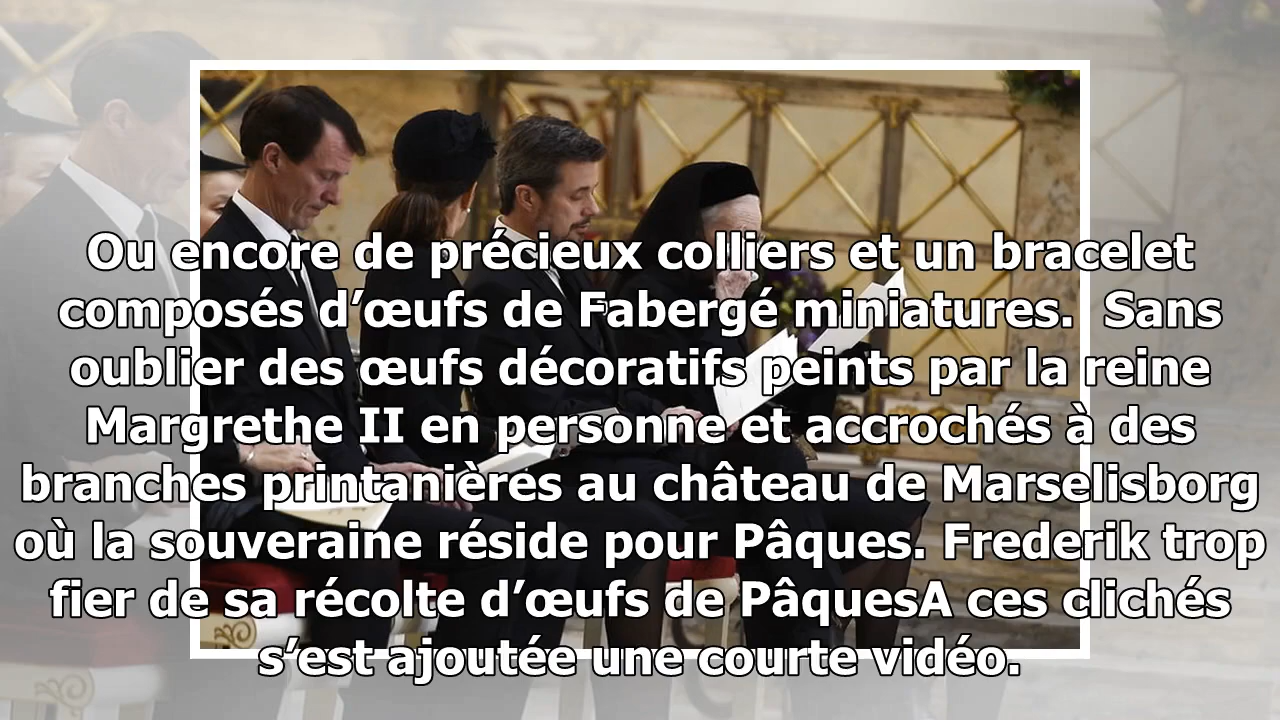 Ou encore de précieux colliers et un bracelet
composés d’œufs de Fabergé miniatures.  Sans
oublier des œufs décoratifs peints par la reine
Margrethe II en personne et accrochés à des
branches printanières au château de Marselisborg
où la souveraine réside pour Pâques. Frederik trop
fier de sa récolte d’œufs de PâquesA ces clichés
s’est ajoutée une courte vidéo.